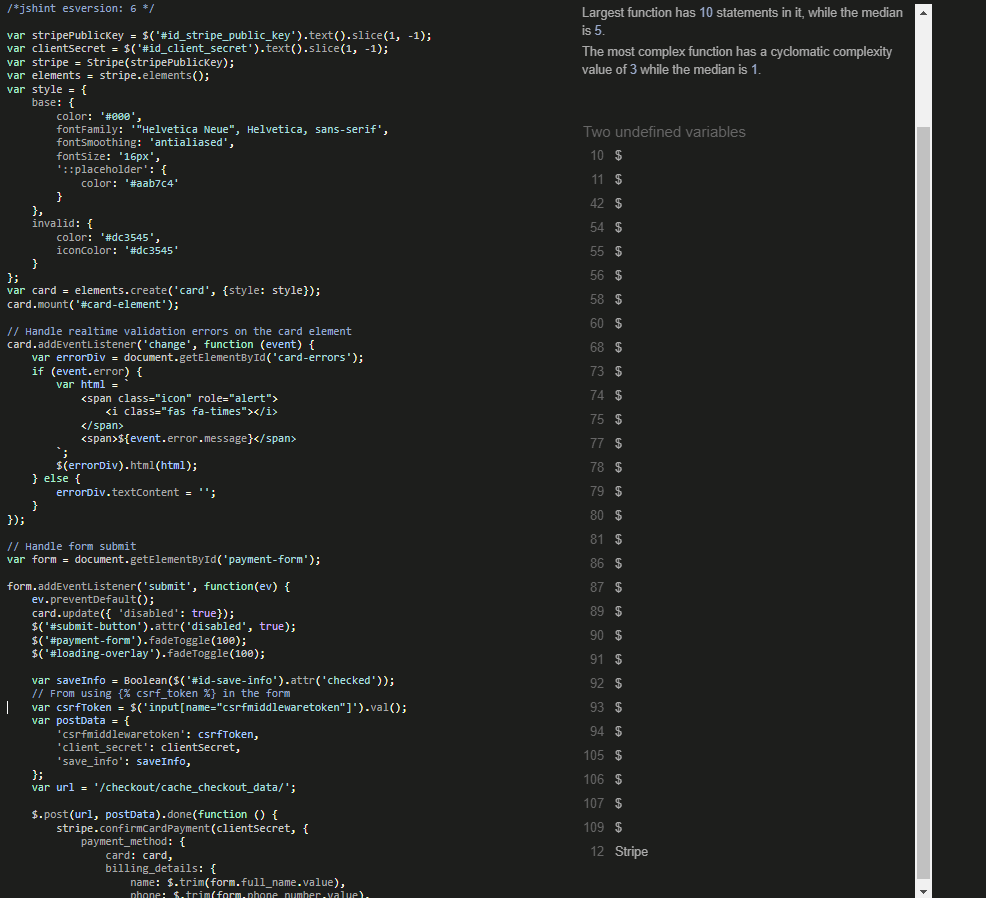 /*jshint esversion: 6 */
var stripePublicKey = $('#id_stripe_public_key').text().slice(1, -1);
var clientSecret = $('#id_client_secret').text().slice(1, -1);
var stripe = Stripe(stripePublicKey);
var elements = stripe.elements();
var style = {
    base: {
        color: '#000',
        fontFamily: '"Helvetica Neue", Helvetica, sans-serif',
        fontSmoothing: 'antialiased',
        fontSize: '16px',
        '::placeholder': {
            color: '#aab7c4'
        }
    },
    invalid: {
        color: '#dc3545',
        iconColor: '#dc3545'
    }
};
var card = elements.create('card', {style: style});
card.mount('#card-element');
// Handle realtime validation errors on the card element
card.addEventListener('change', function (event) {
    var errorDiv = document.getElementById('card-errors');
    if (event.error) {
        var html = `
            <span class="icon" role="alert">
                <i class="fas fa-times"></i>
            </span>
            <span>${event.error.message}</span>
        `;
        $(errorDiv).html(html);
    } else {
        errorDiv.textContent = '';
    }
});
// Handle form submit
var form = document.getElementById('payment-form');
form.addEventListener('submit', function(ev) {
    ev.preventDefault();
    card.update({ 'disabled': true});
    $('#submit-button').attr('disabled', true);
    $('#payment-form').fadeToggle(100);
    $('#loading-overlay').fadeToggle(100);
    var saveInfo = Boolean($('#id-save-info').attr('checked'));
    // From using {% csrf_token %} in the form
    var csrfToken = $('input[name="csrfmiddlewaretoken"]').val();
    var postData = {
        'csrfmiddlewaretoken': csrfToken,
        'client_secret': clientSecret,
        'save_info': saveInfo,
    };
    var url = '/checkout/cache_checkout_data/';
    $.post(url, postData).done(function () {
        stripe.confirmCardPayment(clientSecret, {
            payment_method: {
                card: card,
                billing_details: {
                    name: $.trim(form.full_name.value),
                    phone: $.trim(form.phone_number.value),
Largest function has 10 statements in it, while the median
is 5.
The most complex function has a cyclomatic complexity
value of 3 while the median is 1.
Two undefined variables
10 $
11 $
42 $
54 $
55 $
56 $
58 $
60 $
68 $
73 $
74 $
75 $
77 $
78 $
79 $
80 $
81 $
86 $
87 $
89 $
90 $
91 $
92 $
93 $
94 $
105 $
106 $
107 $
109 $
12 Stripe